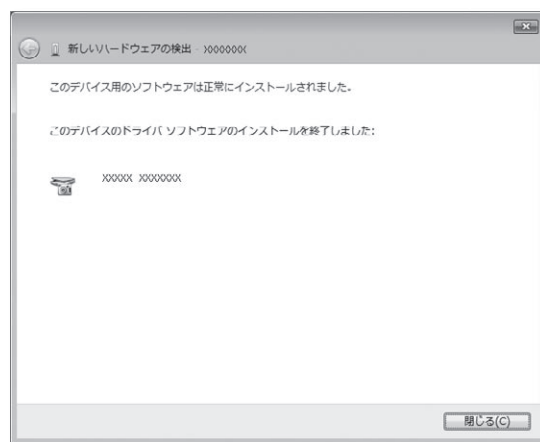 新しいハードウェアの検出 - XXXXXXX
このデバイス用のソフトウェアは正常にインストールされました。
このデバイスのドライバ ソフトウェアのインストールを終了しました:
XXXXX XXXXXXX
閉じる(C)